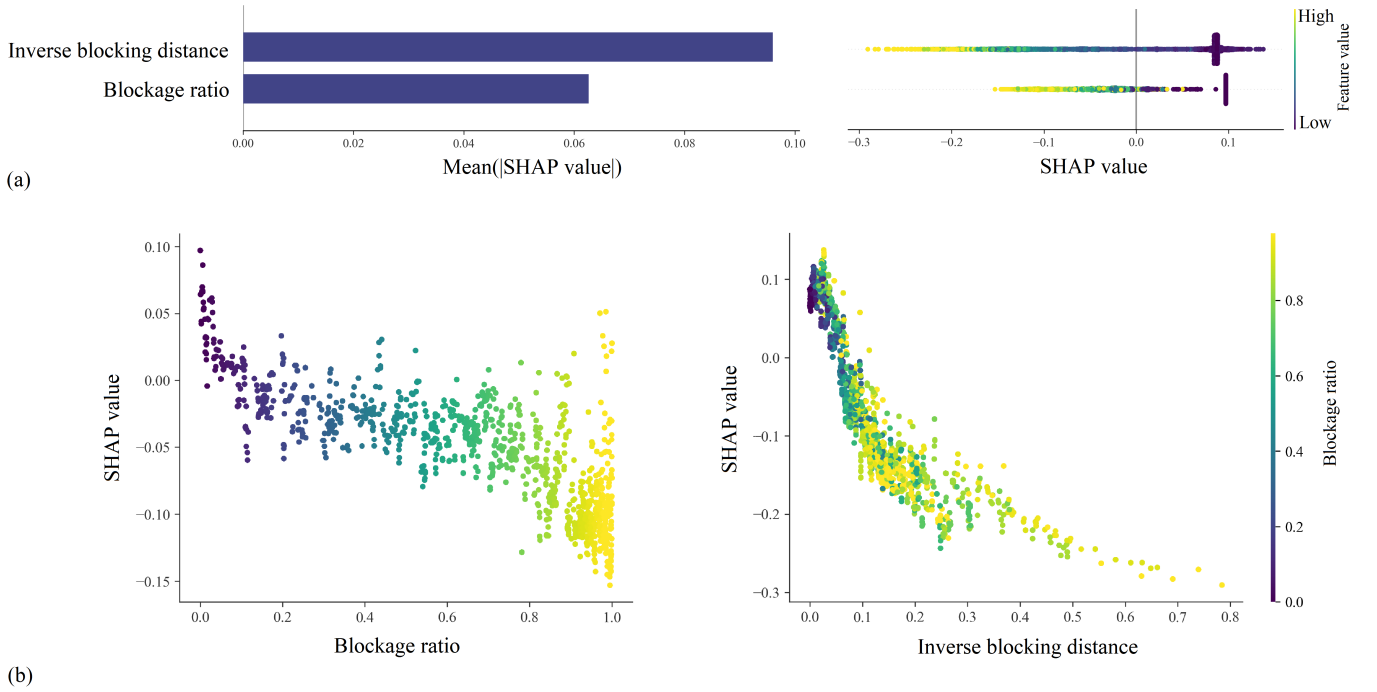 Inverse blocking distance
Blockage ratio
0.00 0.02 0.04 0.06 0.08 0.10
Mean(|SHAP value|)
−0.3 −0.2 −0.1 0.0 0.1
SHAP value
High
Low
Feature value
(a)
0.10
0.05
0.00
−0.05
−0.10
−0.15
SHAP value
0.0 0.2 0.4 0.6 0.8 1.0
Blockage ratio
0.1
0.0
−0.1
−0.2
−0.3
SHAP value
0.0 0.1 0.2 0.3 0.4 0.5 0.6 0.7 0.8
Inverse blocking distance
0.8
0.6
0.4
0.2
0.0
Blockage ratio
(b)